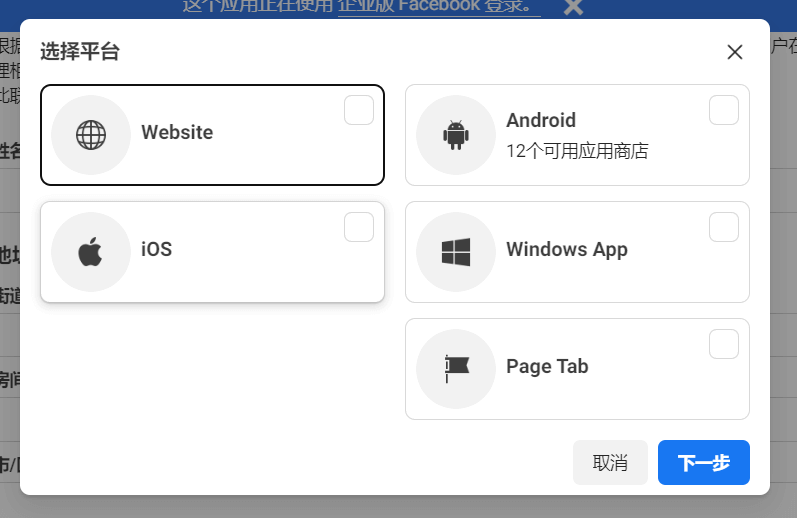 这个应用正在使用 企业版 Facebook 登录。
选择平台
Website
Android
12个可用应用商店
iOS
Windows App
Page Tab
取消
下一步